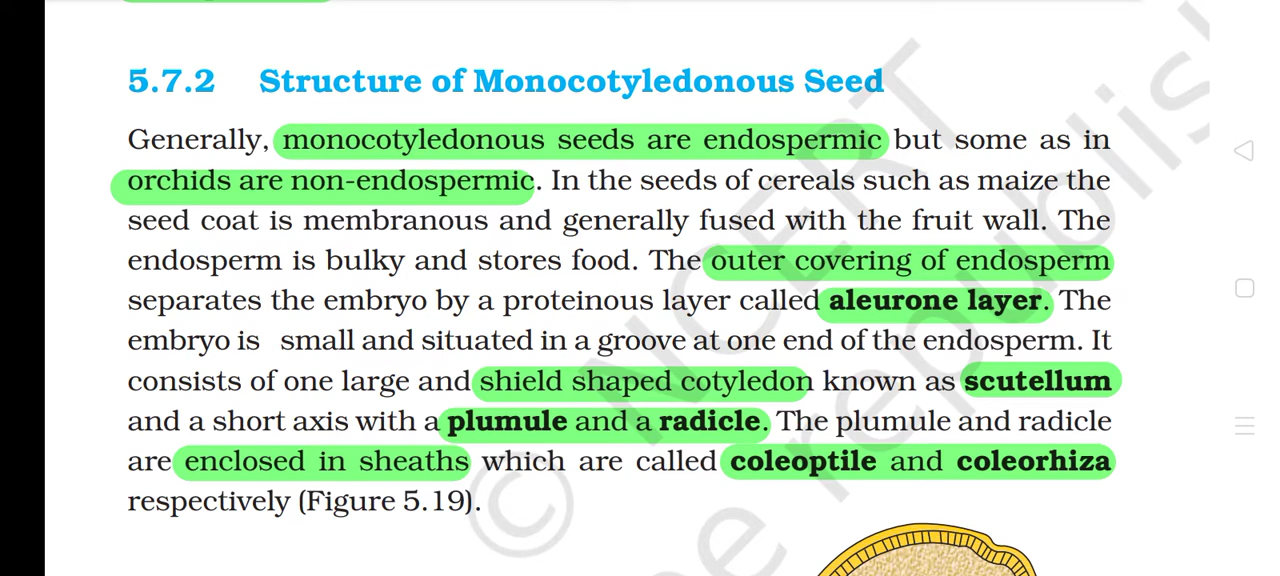 5.7.2 Structure of Monocotyledonous Seed
Generally, monocotyledonous seeds are endospermic but some as in
orchids are non-endospermic. In the seeds of cereals such as maize the
seed coat is membranous and generally fused with the fruit wall. The
endosperm is bulky and stores food. The outer covering of endosperm
separates the embryo by a proteinous layer called aleurone layer. The
embryo is small and situated in a groove at one end of the endosperm. It
consists of one large and shield shaped cotyledon known as scutellum
and a short axis with a plumule and a radicle. The plumule and radicle
are enclosed in sheaths which are called coleoptile and coleorhiza
respectively (Figure 5.19).
© NCERT